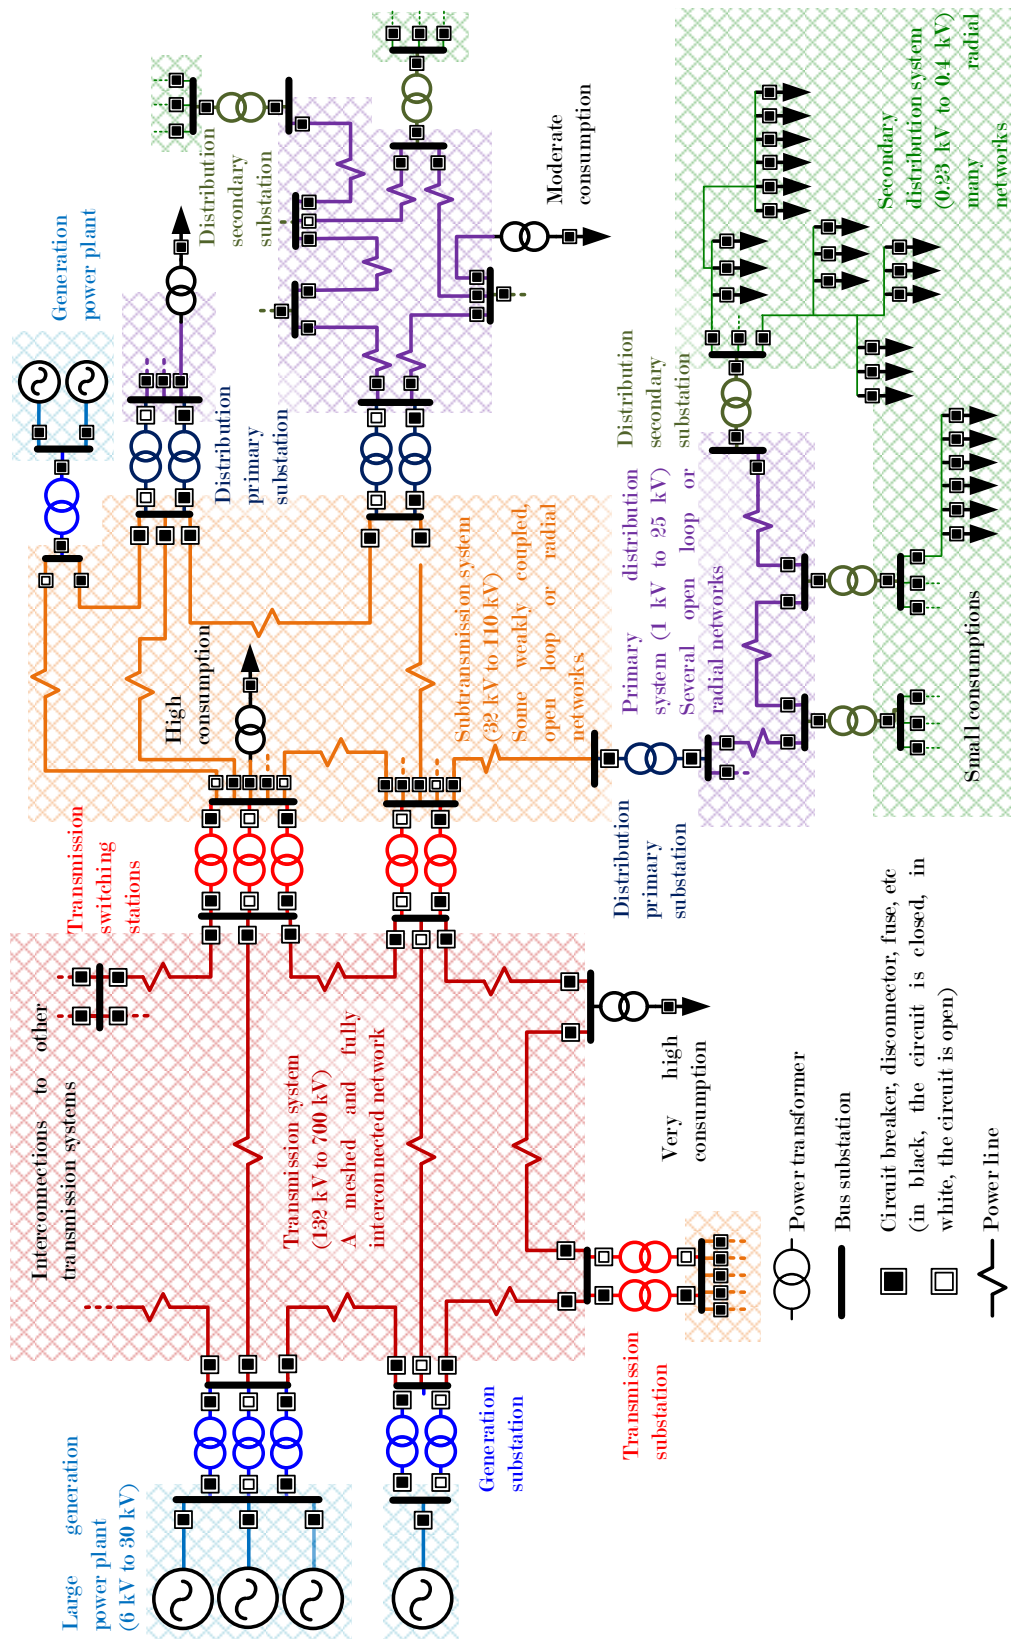 Large generation
power plant
(6 kV to 30 kV)
Interconnections to other
transmission systems
Transmission
switching
stations
Generation
power plant
Transmission system
(132 kV to 700 kV)
A meshed and fully
interconnected network
High
consumption
Distribution
primary
substation
Distribution
secondary
substation
Subtransmission system
(32 kV to 110 kV)
Some weakly coupled,
open loop or radial
networks.
Moderate
consumption
Generation
substation
Transmission
substation
Very high
consumption
Distribution
primary
substation
Primary distribution
system (1 kV to 25 kV)
Several open loop or
radial networks
Distribution
secondary
substation
Secondary
distribution system
(0.23 kV to 0.4 kV)
many radial
networks
Small consumptions
Power transformer
Bus substation
Circuit breaker, disconnector, fuse, etc
(in black, the circuit is closed, in
white, the circuit is open)
Power line